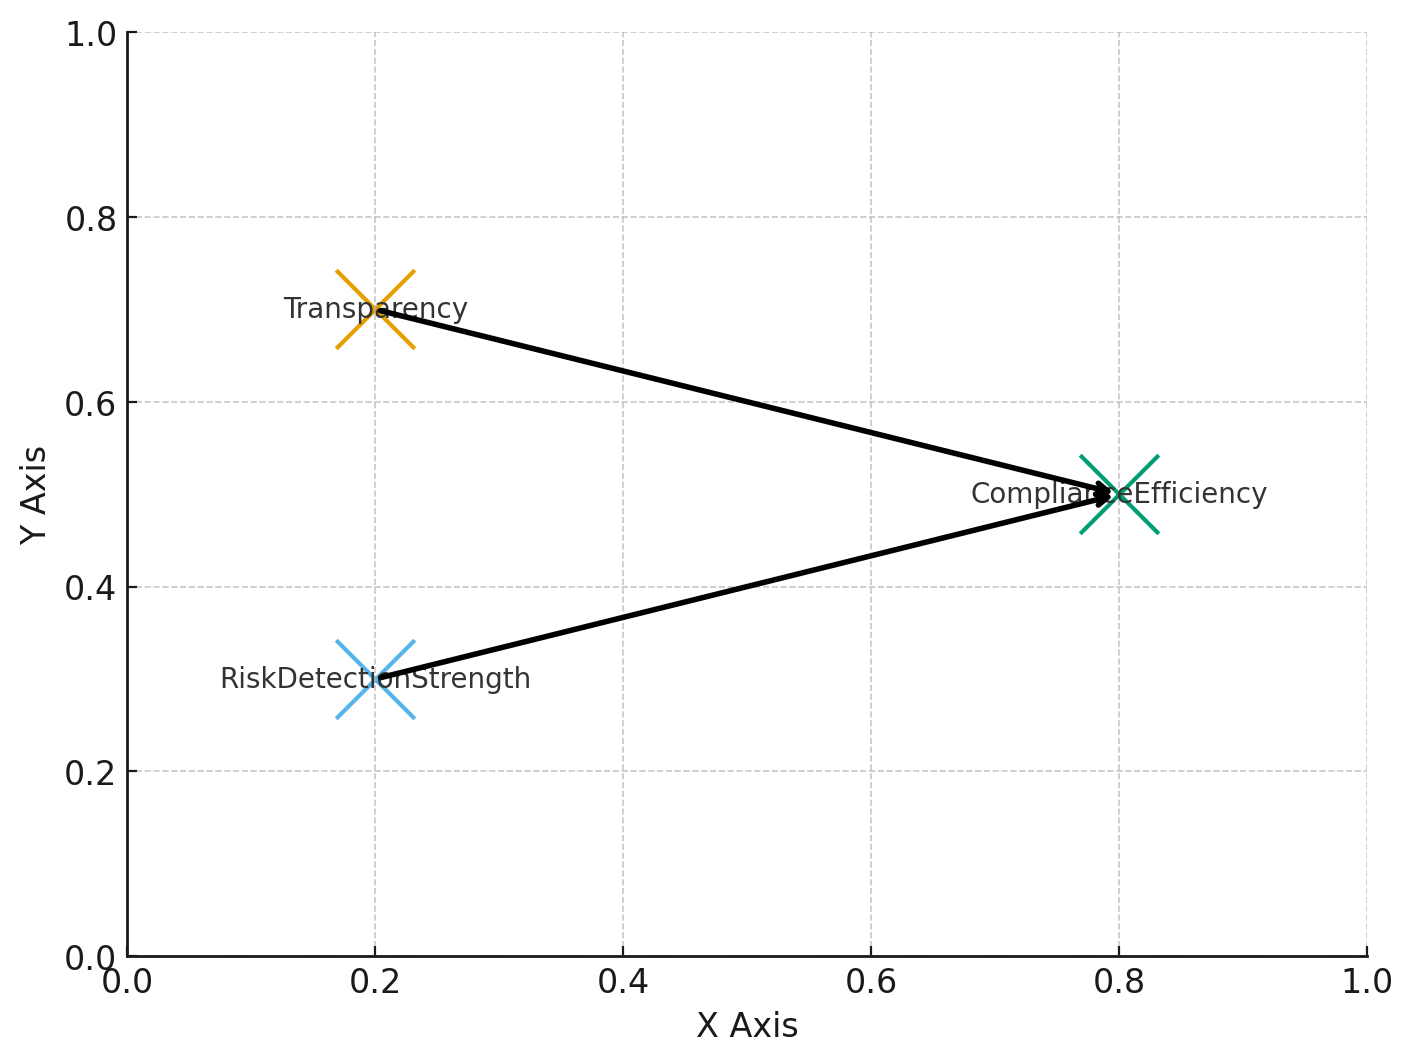 1.0
0.8
0.6
0.4
0.2
0.0
Y Axis
Transparency
ComplianceEfficiency
RiskDetectionStrength
0.0 0.2 0.4 0.6 0.8 1.0
X Axis